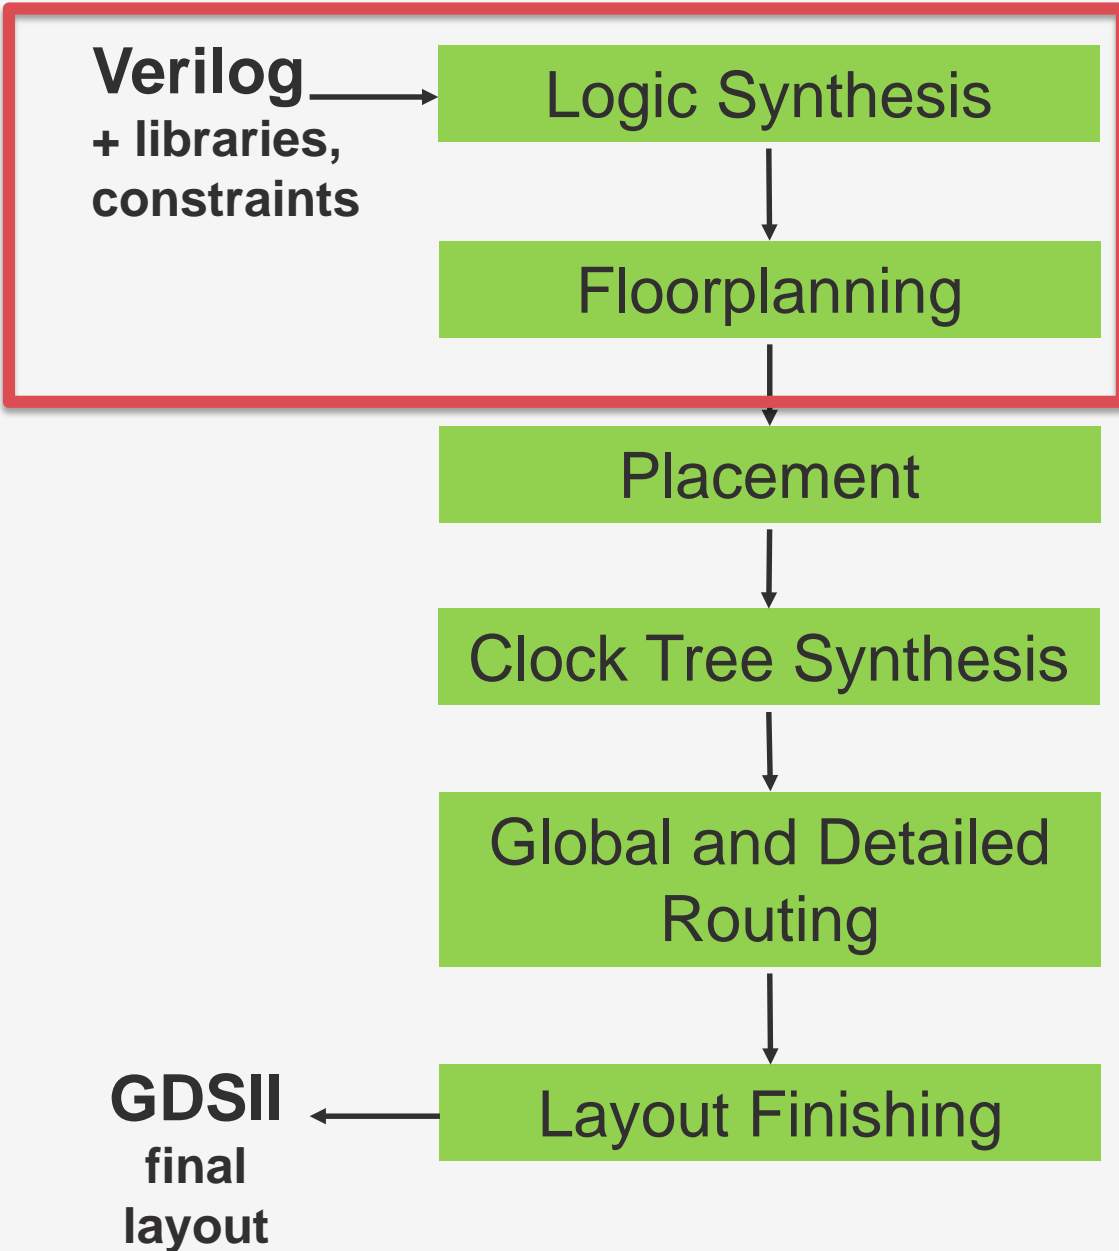 Verilog
+ libraries,
constraints
Logic Synthesis
Floorplanning
Placement
Clock Tree Synthesis
Global and Detailed
Routing
Layout Finishing
GDSII
final
layout